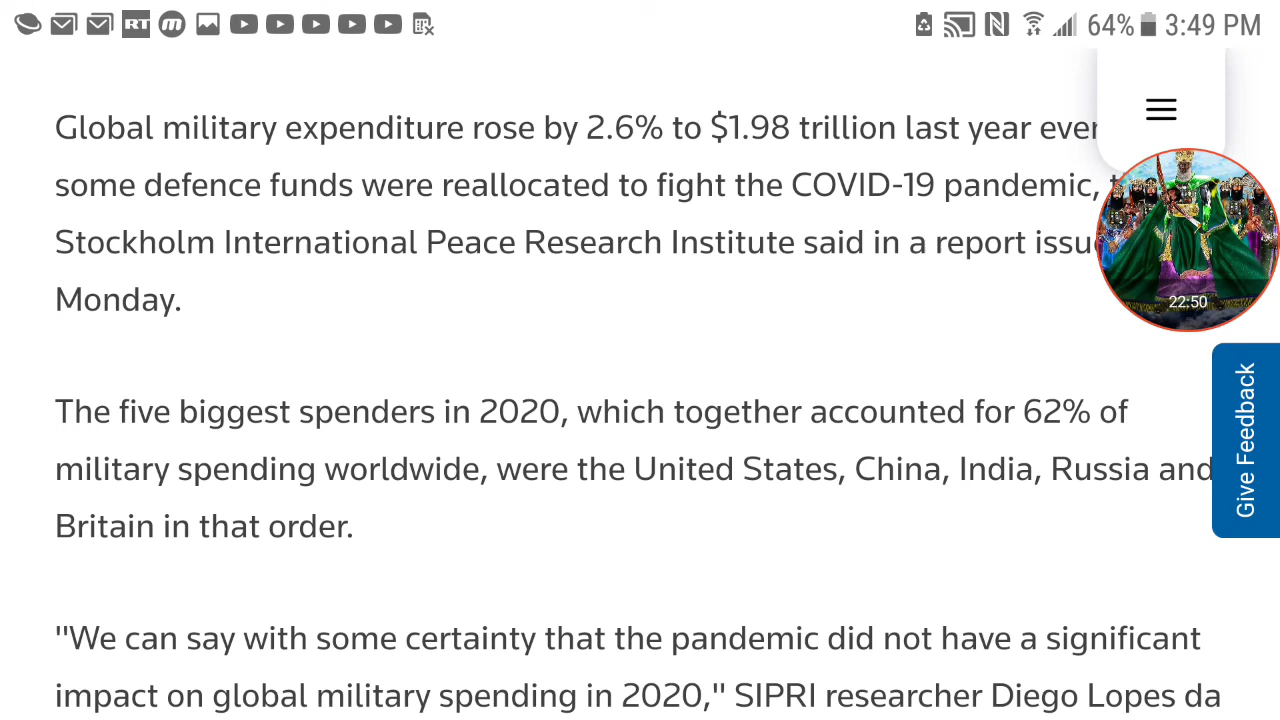 RT m 64% 3:49 PM
Global military expenditure rose by 2.6% to $1.98 trillion last year
some defence funds were reallocated to fight the COVID-19 pandemic,
Stockholm International Peace Research Institute said in a report
Monday.
22:50
Give Feedback
The five biggest spenders in 2020, which together accounted for 62% of
military spending worldwide, were the United States, China, India, Russia and
Britain in that order.
"We can say with some certainty that the pandemic did not have a significant
impact on global military spending in 2020," SIPRI researcher Diego Lopes da